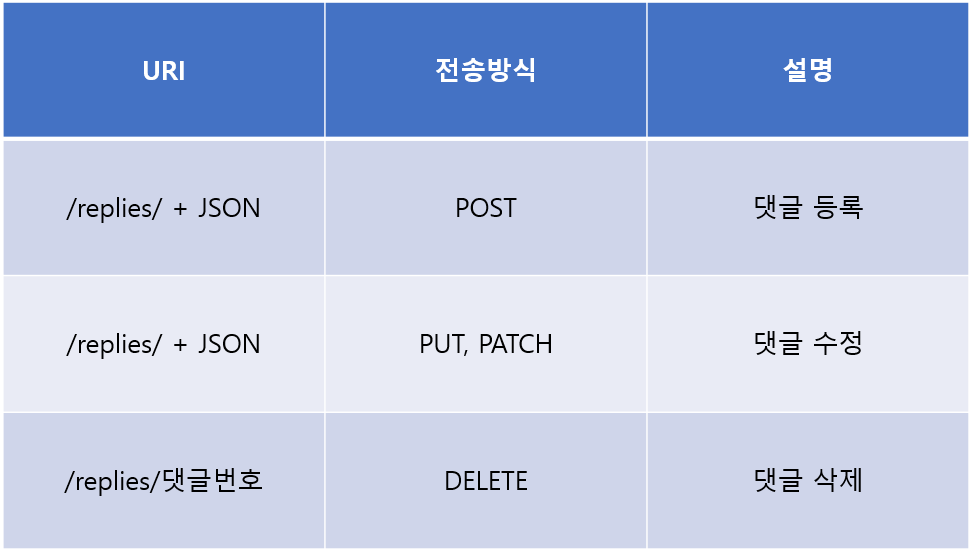 URI 전송방식 설명
/replies/ + JSON POST 댓글 등록
/replies/ + JSON PUT, PATCH 댓글 수정
/replies/댓글번호 DELETE 댓글 삭제